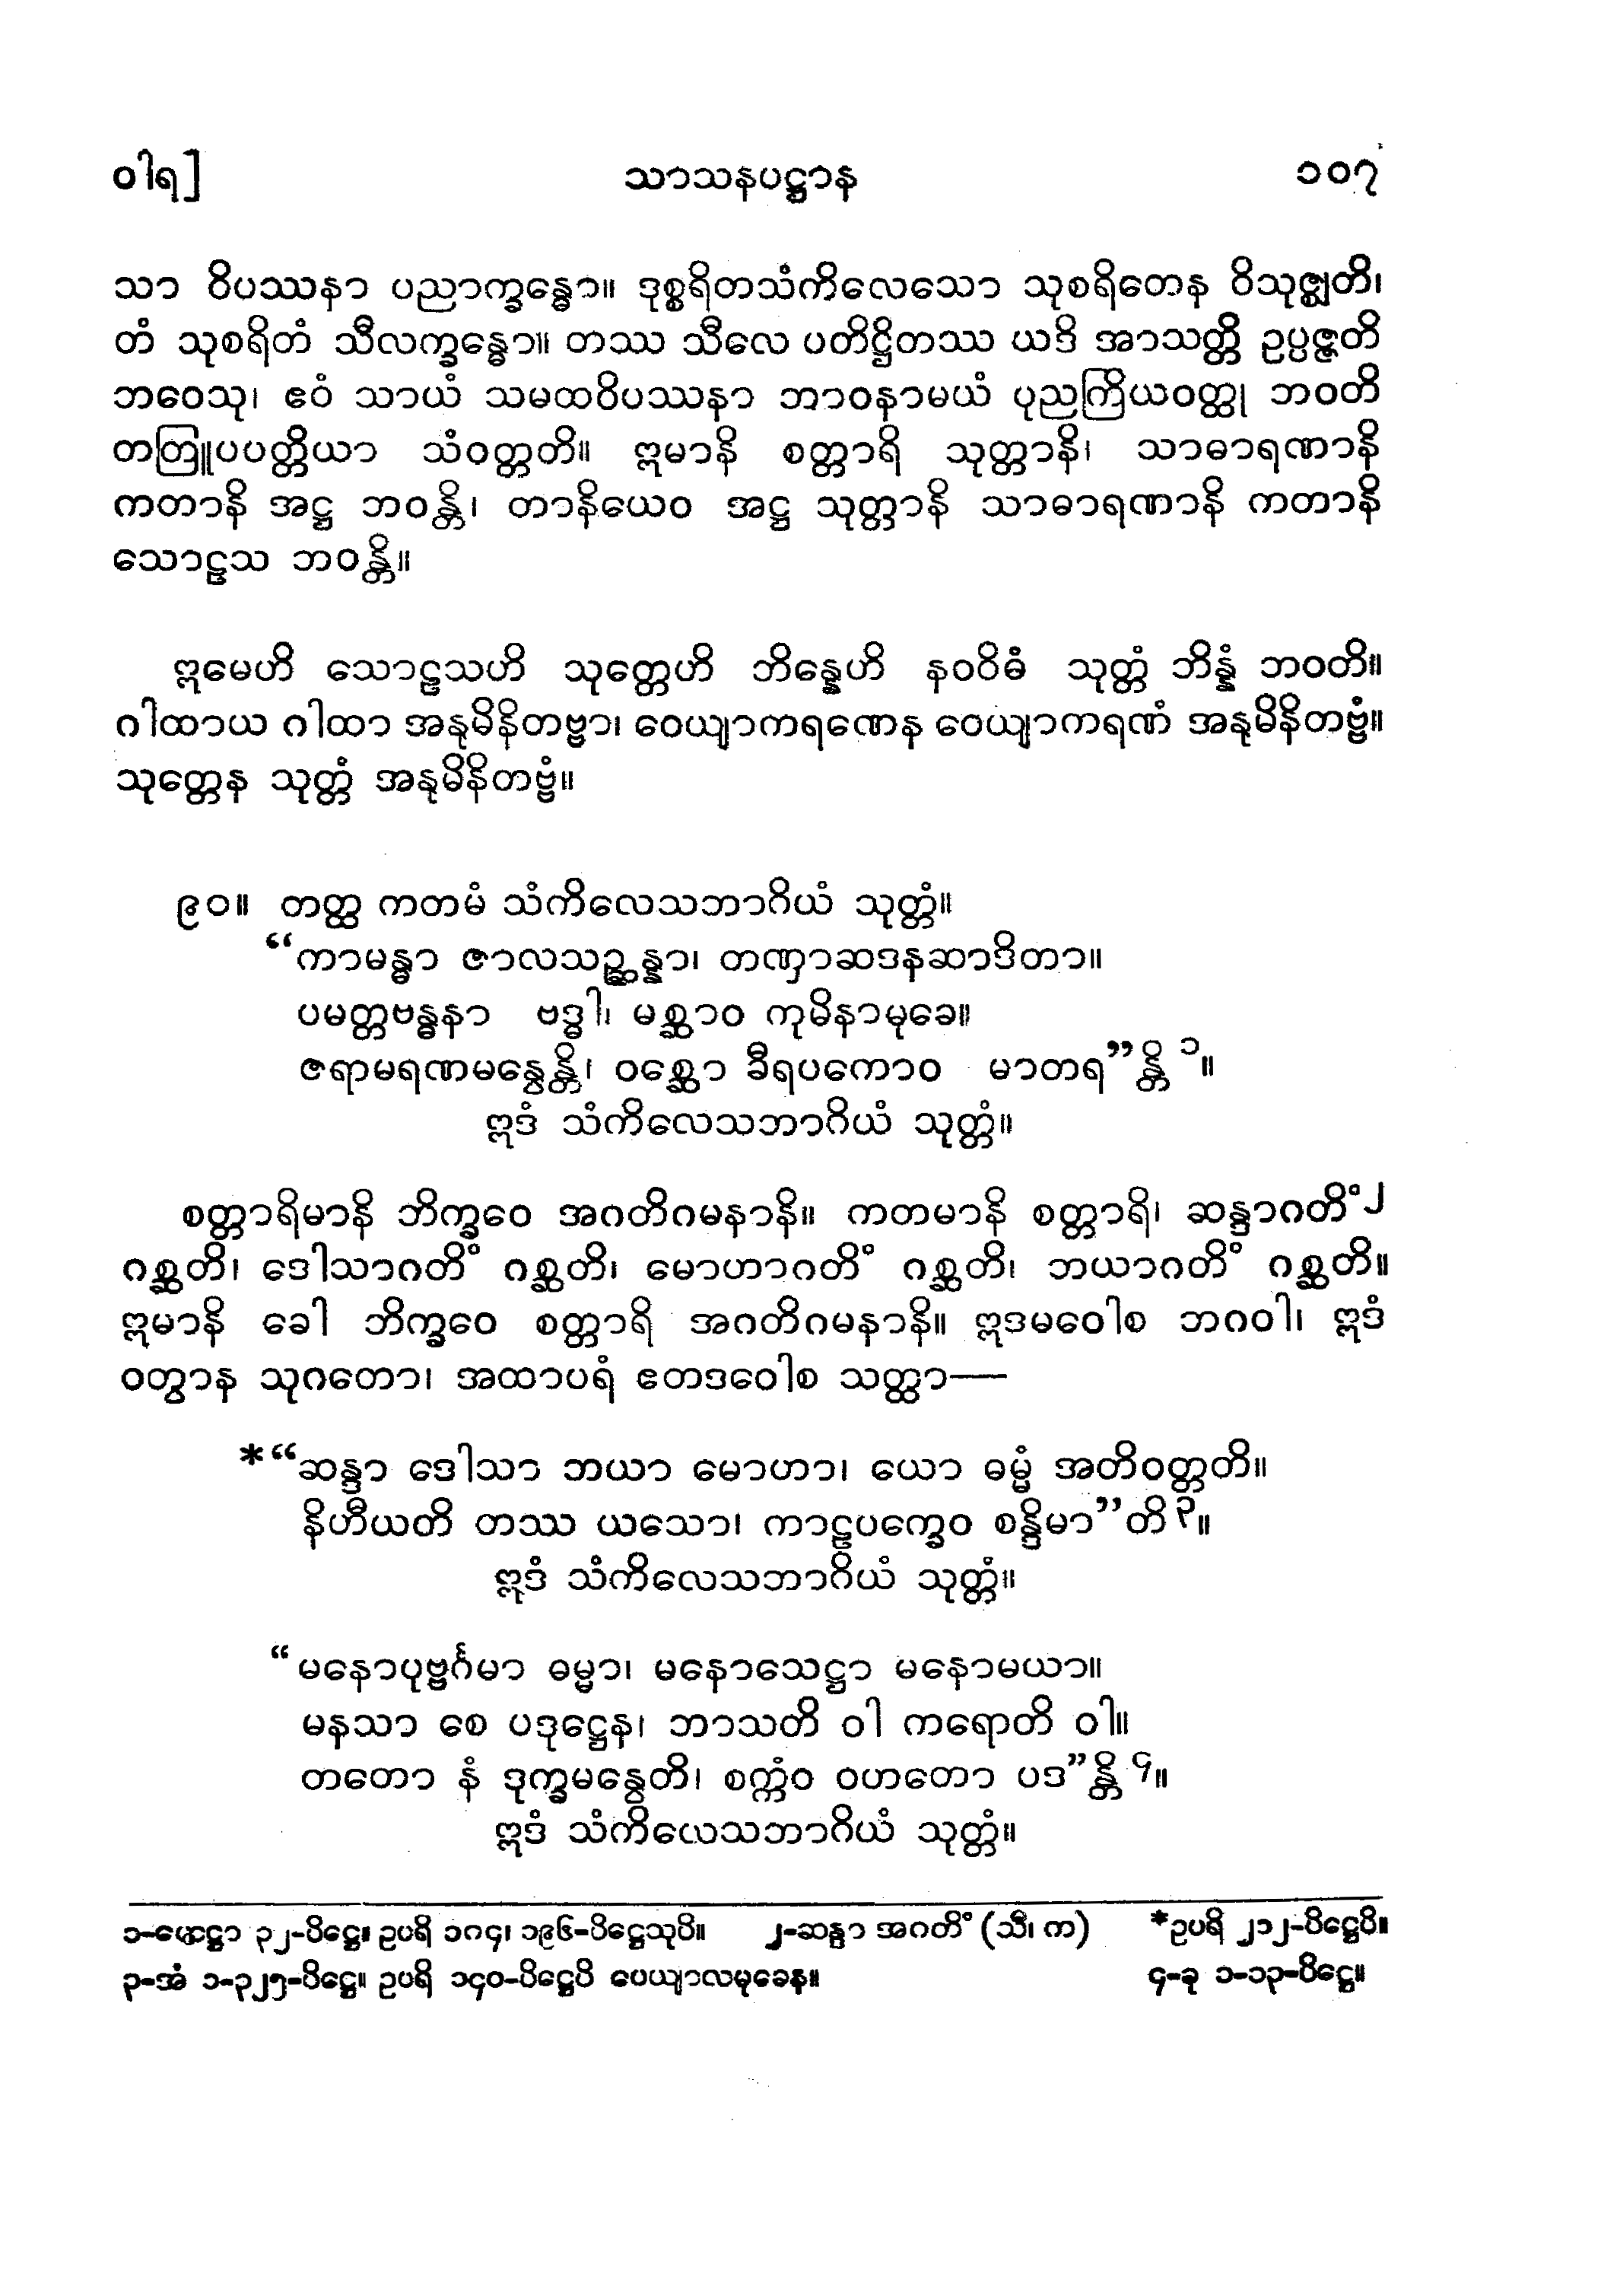 ဝါရ] သာသနပဋ္ဌာန ၁၀၇
သာ ဝိပဿနာ ပညာက္ခန္ဓော။ ဒုစ္စရိတသံကိလေသော သုစရိတေန ဝိသုဇ္ဈတိ၊
တံ သုစရိတံ သီလက္ခန္ဓော။ တဿ သီလေ ပတိဋ္ဌိတဿ ယဒိ အာသတ္တိ ဥပ္ပဇ္ဇတိ
ဘဝေသု၊ ဧဝံ သာယံ သမထဝိပဿနာ ဘာဝနာမယံ ပုညကြိယဝတ္ထု ဘဝတိ
တတြူပပတ္တိယာ သံဝတ္တတိ။ ဣမာနိ စတ္တာရိ သုတ္တာနိ၊ သာဓာရဏာနိ
ကတာနိ အဋ္ဌ ဘဝန္တိ၊ တာနိယေဝ အဋ္ဌ သုတ္တာနိ သာဓာရဏာနိ ကတာနိ
သောဠသ ဘဝန္တိ။
ဣမေဟိ သောဠသဟိ သုတ္တေဟိ ဘိန္နေဟိ နဝဝိဓံ သုတ္တံ ဘိန္နံ ဘဝတိ။
ဂါထာယ ဂါထာ အနုမိနိတဗ္ဗာ၊ ဝေယျာကရဏေန ဝေယျာကရဏံ အနုမိနိတဗ္ဗံ။
သုတ္တေန သုတ္တံ အနုမိနိတဗ္ဗံ။
၉၀။ တတ္ထ ကတမံ သံကိလေသဘာဂိယံ သုတ္တံ။
“ကာမန္ဓာ ဇာလသဉ္ဆန္နာ၊ တဏှာဆဒနဆာဒိတာ။
ပမတ္တဗန္ဓနာ ဗဒ္ဓါ၊ မစ္ဆာဝ ကုမိနာမုခေ။
ဇရာမရဏမနွေန္တိ၊ ဝစ္ဆော ခီရပကောဝ မာတရ”န္တိ ၁။
ဣဒံ သံကိလေသဘာဂိယံ သုတ္တံ။
စတ္တာရိမာနိ ဘိက္ခဝေ အဂတိဂမနာနိ။ ကတမာနိ စတ္တာရိ၊ ဆန္ဒာဂတိံ၂
ဂစ္ဆတိ၊ ဒေါသာဂတိံ ဂစ္ဆတိ၊ မောဟာဂတိံ ဂစ္ဆတိ၊ ဘယာဂတိံ ဂစ္ဆတိ။
ဣမာနိ ခေါ ဘိက္ခဝေ စတ္တာရိ အဂတိဂမနာနိ။ ဣဒမဝေါစ ဘဂဝါ၊ ဣဒံ
ဝတွာန သုဂတော၊ အထာပရံ ဧတဒဝေါစ သတ္ထာ—
*“ဆန္ဒာ ဒေါသာ ဘယာ မောဟာ၊ ယော ဓမ္မံ အတိဝတ္တတိ။
နိဟီယတိ တဿ ယသော၊ ကာဠပက္ခေဝ စန္ဒိမာ”တိ ၃။
ဣဒံ သံကိလေသဘာဂိယံ သုတ္တံ။
“မနောပုဗ္ဗင်္ဂမာ ဓမ္မာ၊ မနောသေဋ္ဌာ မနောမယာ။
မနသာ စေ ပဒုဋ္ဌေန၊ ဘာသတိ ဝါ ကရောတိ ဝါ။
တတော နံ ဒုက္ခမနွေတိ၊ စက္ကံဝ ဝဟတော ပဒ”န္တိ ၄။
ဣဒံ သံကိလေသဘာဂိယံ သုတ္တံ။
၃၂-ပိဋ္ဌေ။ ဥပရိ ၁၈၄၊ ၁၉၆-ပိဋ္ဌေသုပိ။ ၂-ဆန္ဒာ အဂတိံ (သီ၊ က) *ဥပရိ ၂၁၂-ပိဋ္ဌေပိ။
၃-အံ ၁-၃၂၅-ပိဋ္ဌေ။ ဥပရိ ၁၄၀-ပိဋ္ဌေပိ ပေယျာလမုခေန။ ၄-ခု ၁-၁၃-ပိဋ္ဌေ။